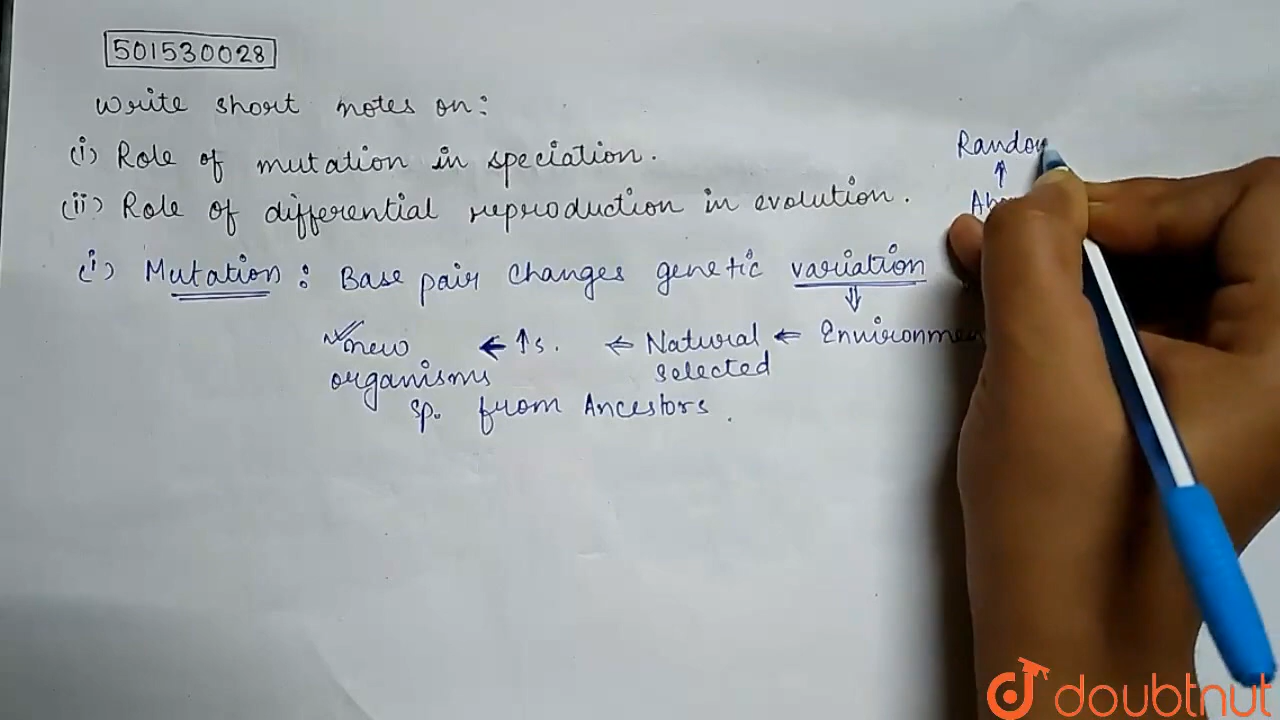 501530028
Write short notes on:
(i) Role of mutation in speciation.
(ii) Role of differential reproduction in evolution.
Random
↑
(i) Mutation : Base pair changes genetic variation
⇓
new ← ↑s. ⇐ Natural ⇐ Environmen
organisms selected
sp. from Ancestors.
doubtnut